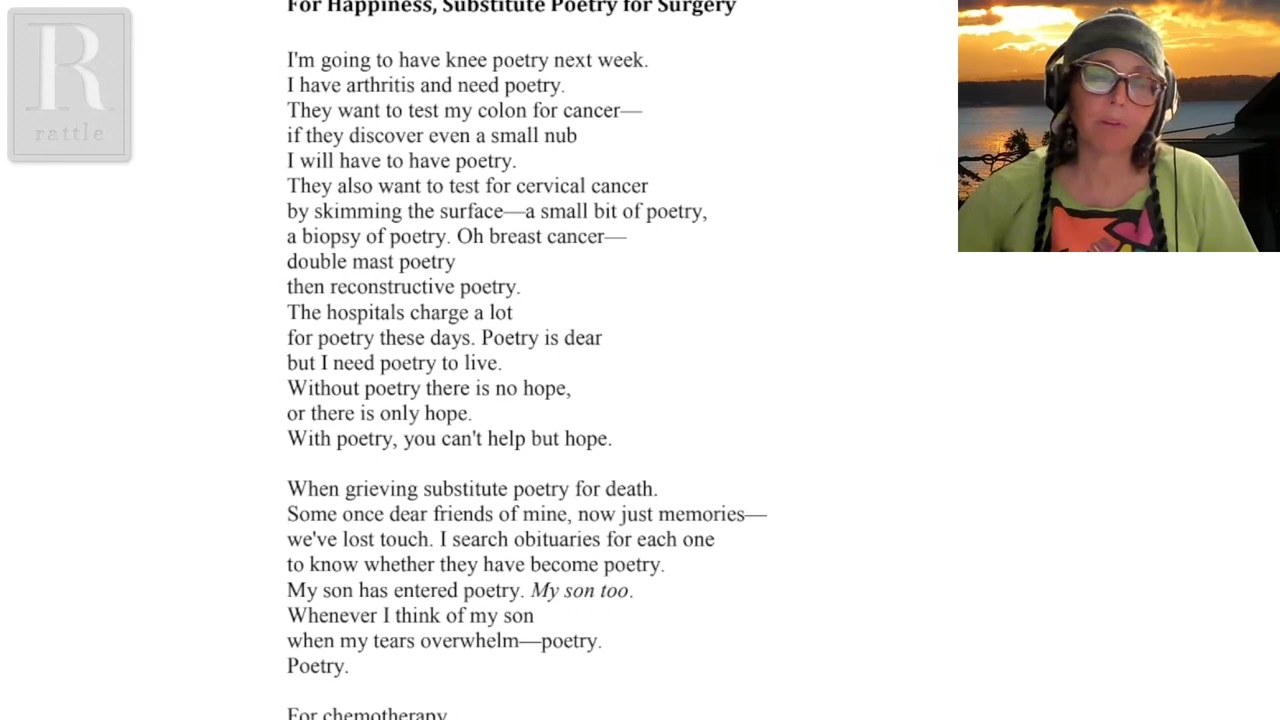 R
rattle
For Happiness, Substitute Poetry for Surgery
I'm going to have knee poetry next week.
I have arthritis and need poetry.
They want to test my colon for cancer—
if they discover even a small nub
I will have to have poetry.
They also want to test for cervical cancer
by skimming the surface—a small bit of poetry,
a biopsy of poetry. Oh breast cancer—
double mast poetry
then reconstructive poetry.
The hospitals charge a lot
for poetry these days. Poetry is dear
but I need poetry to live.
Without poetry there is no hope,
or there is only hope.
With poetry, you can't help but hope.
When grieving substitute poetry for death.
Some once dear friends of mine, now just memories—
we've lost touch. I search obituaries for each one
to know whether they have become poetry.
My son has entered poetry. My son too.
Whenever I think of my son
when my tears overwhelm—poetry.
Poetry.
For chemotherapy